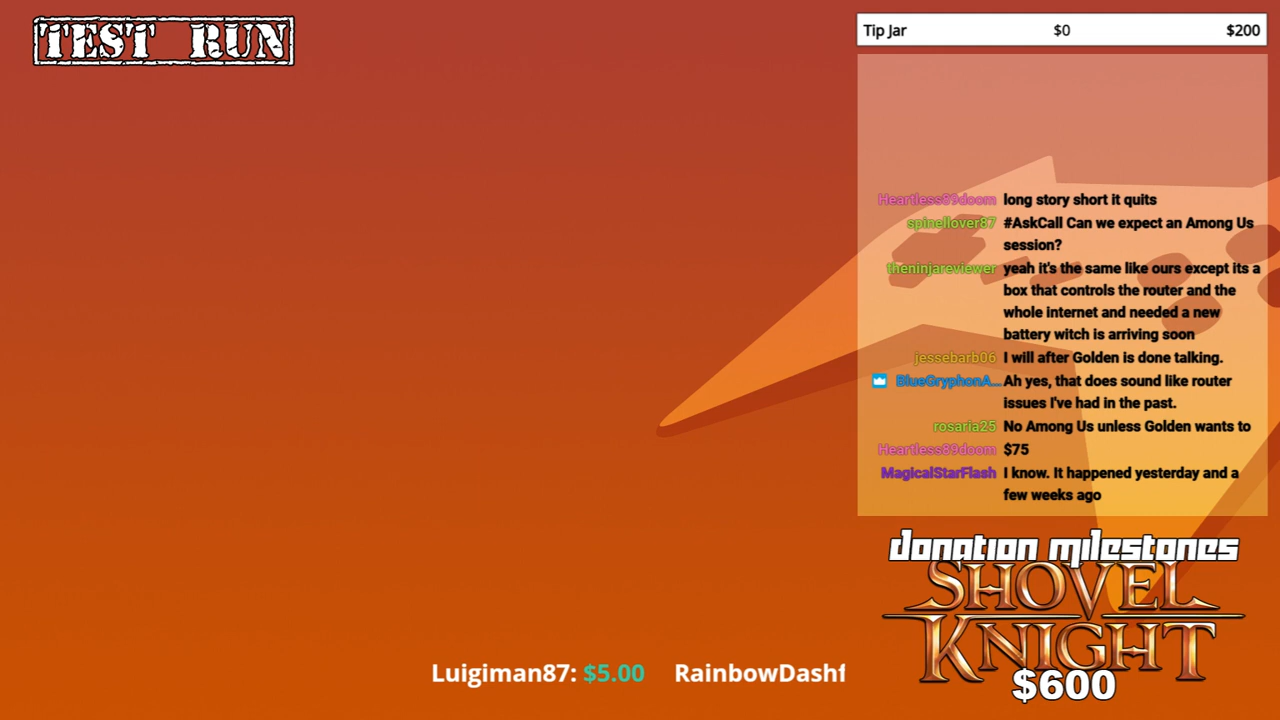 TEST RUN
Tip Jar $0 $200
Heartless89doom long story short it quits
spinellover87 #AskCall Can we expect an Among Us
session?
theninjareviewer yeah it's the same like ours except its a
box that controls the router and the
whole internet and needed a new
battery witch is arriving soon
jessebarb06 I will after Golden is done talking.
BlueGryphonA... Ah yes, that does sound like router
issues I've had in the past.
rosaria25 No Among Us unless Golden wants to
Heartless89doom $75
MagicalStarFlash I know. It happened yesterday and a
few weeks ago
donation milestones
SHOVEL
KNIGHT
$600
Luigiman87: $5.00 RainbowDashf